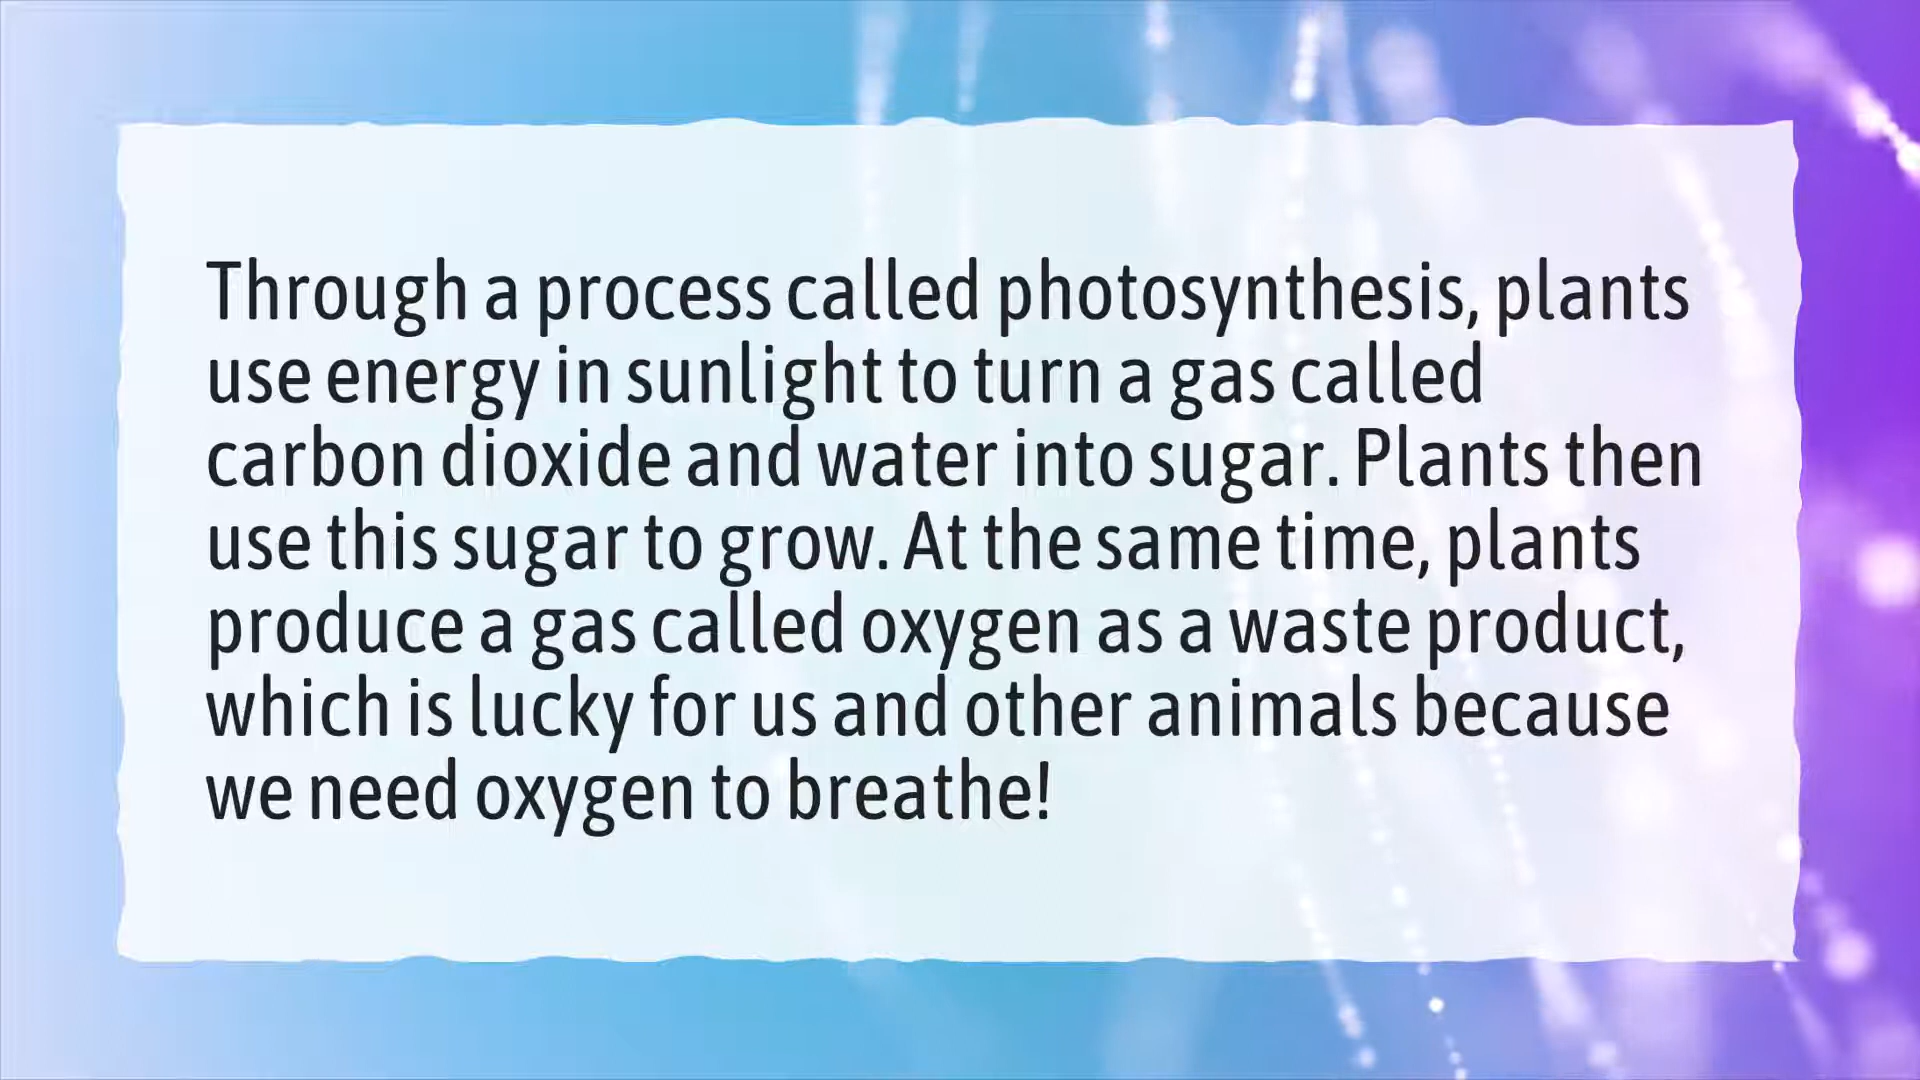 Through a process called photosynthesis, plants
use energy in sunlight to turn a gas called
carbon dioxide and water into sugar. Plants then
use this sugar to grow. At the same time, plants
produce a gas called oxygen as a waste product,
which is lucky for us and other animals because
we need oxygen to breathe!